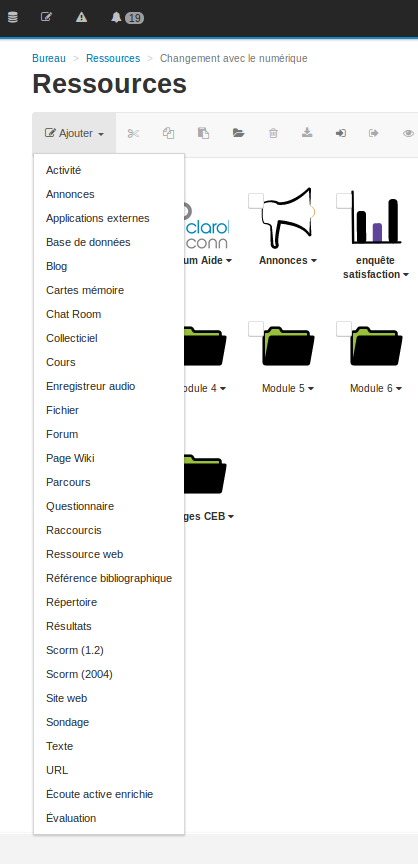 19
Bureau > Ressources > Changement avec le numérique
Ressources
Ajouter
Activité
Annonces
Applications externes
Base de données
Blog
Cartes mémoire
Chat Room
Collecticiel
Cours
Enregistreur audio
Fichier
Forum
Page Wiki
Parcours
Questionnaire
Raccourcis
Ressource web
Référence bibliographique
Répertoire
Résultats
Scorm (1.2)
Scorm (2004)
Site web
Sondage
Texte
URL
Écoute active enrichie
Évaluation
clarol
conn
um Aide
Annonces
enquête
satisfaction
odule 4
Module 5
Module 6
ges CEB